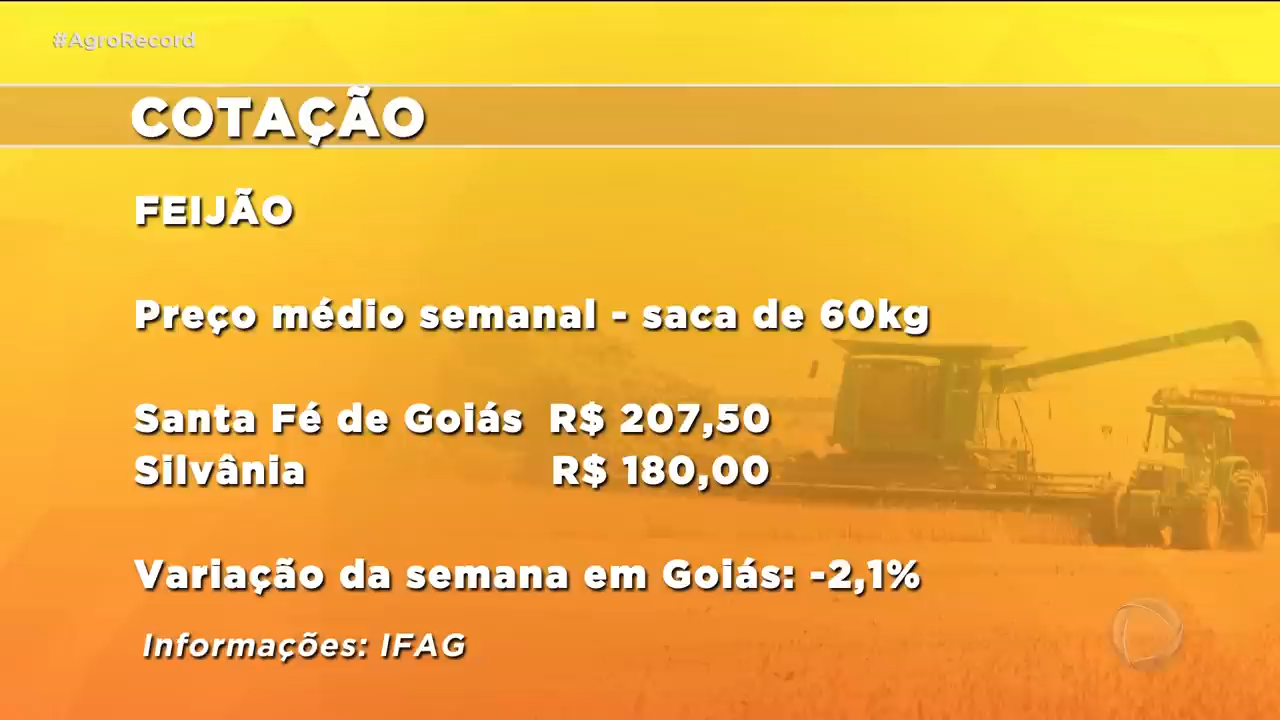 #AgroRecord
COTAÇÃO
FEIJÃO
Preço médio semanal - saca de 60kg
Santa Fé de Goiás R$ 207,50
Silvânia R$ 180,00
Variação da semana em Goiás: -2,1%
Informações: IFAG